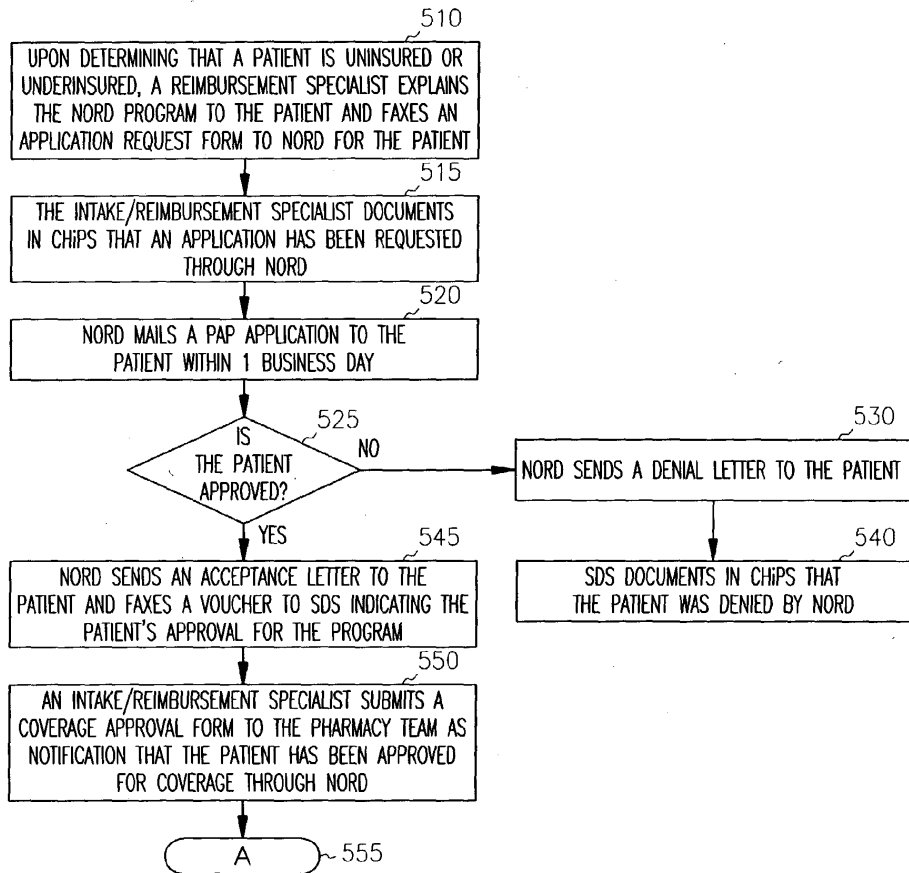 510
UPON DETERMINING THAT A PATIENT IS UNINSURED OR
UNDERINSURED, A REIMBURSEMENT SPECIALIST EXPLAINS
THE NORD PROGRAM TO THE PATIENT AND FAXES AN
APPLICATION REQUEST FORM TO NORD FOR THE PATIENT
515
THE INTAKE/REIMBURSEMENT SPECIALIST DOCUMENTS
IN CHiPS THAT AN APPLICATION HAS BEEN REQUESTED
THROUGH NORD
520
NORD MAILS A PAP APPLICATION TO THE
PATIENT WITHIN 1 BUSINESS DAY
525
IS
THE PATIENT
APPROVED?
NO
530
NORD SENDS A DENIAL LETTER TO THE PATIENT
540
SDS DOCUMENTS IN CHiPS THAT
THE PATIENT WAS DENIED BY NORD
YES
545
NORD SENDS AN ACCEPTANCE LETTER TO THE
PATIENT AND FAXES A VOUCHER TO SDS INDICATING THE
PATIENT'S APPROVAL FOR THE PROGRAM
550
AN INTAKE/REIMBURSEMENT SPECIALIST SUBMITS A
COVERAGE APPROVAL FORM TO THE PHARMACY TEAM AS
NOTIFICATION THAT THE PATIENT HAS BEEN APPROVED
FOR COVERAGE THROUGH NORD
A
555